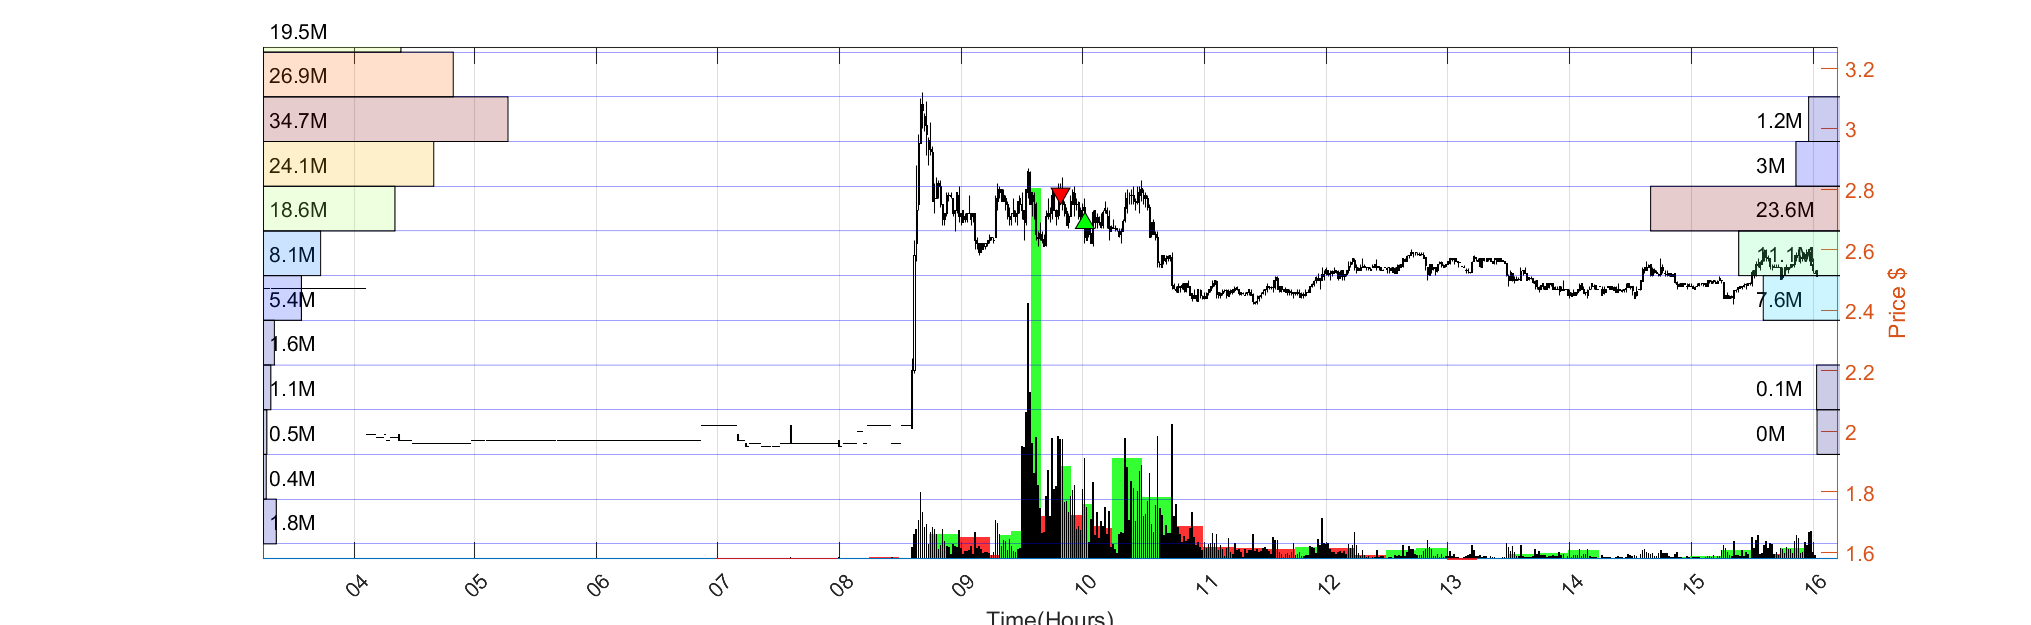 19.5M
26.9M
34.7M
24.1M
18.6M
8.1M
5.4M
1.6M
1.1M
0.5M
0.4M
1.8M
1.2M
3M
23.6M
11.1M
7.6M
0.1M
0M
3.2
3
2.8
2.6
2.4
2.2
2
1.8
1.6
Price $
04 05 06 07 08 09 10 11 12 13 14 15 16
Time(Hours)